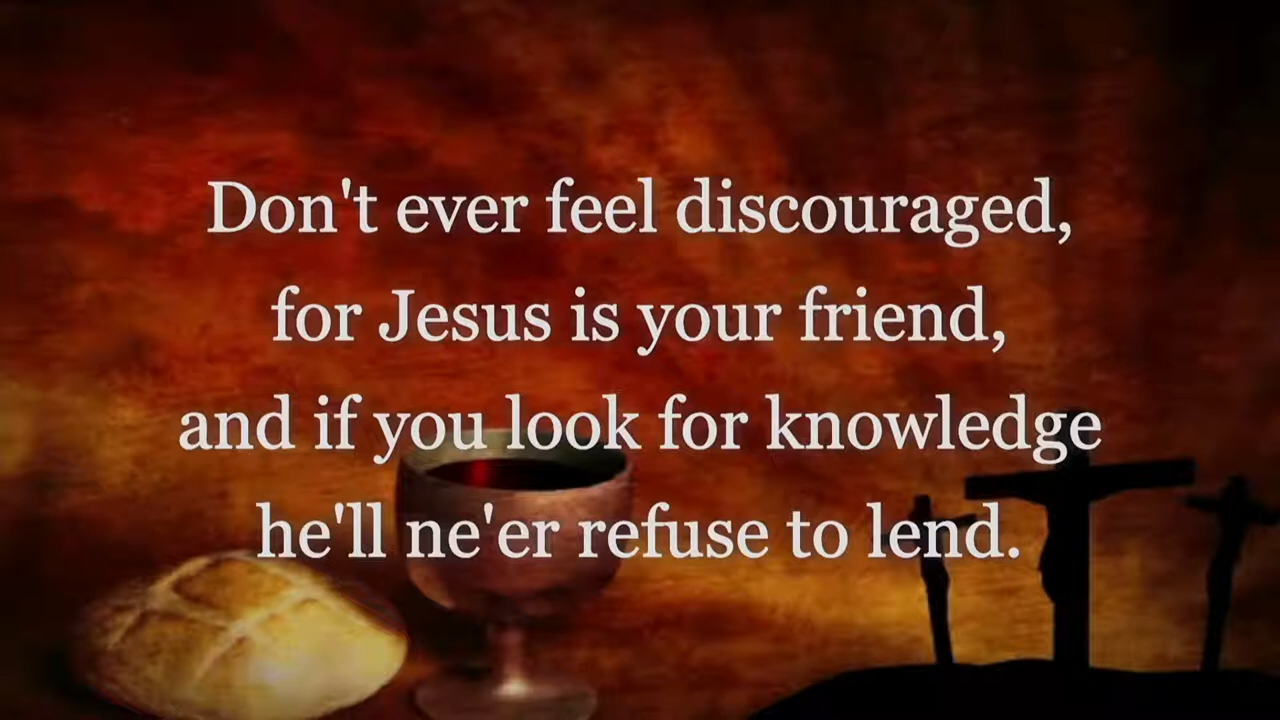 Don't ever feel discouraged,
for Jesus is your friend,
and if you look for knowledge
he'll ne'er refuse to lend.